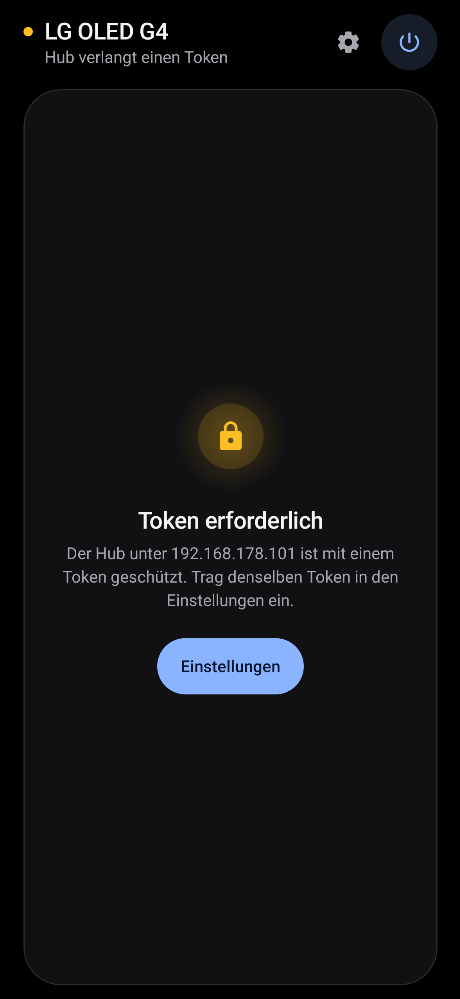 LG OLED G4
Hub verlangt einen Token
Token erforderlich
Der Hub unter 192.168.178.101 ist mit einem
Token geschützt. Trag denselben Token in den
Einstellungen ein.
Einstellungen